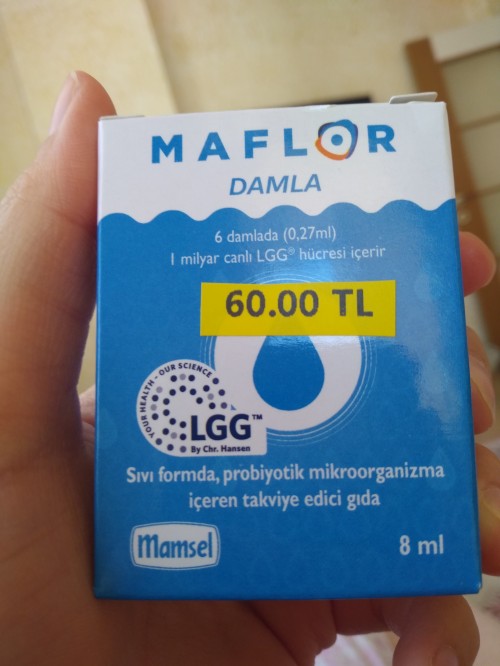 MAFLOR
DAMLA
6 damlada (0,27ml)
1 milyar canlı LGG® hücresi içerir
60.00 TL
YOUR HEALTH - OUR SCIENCE
LGG™
By Chr. Hansen
Sıvı formda, probiyotik mikroorganizma
içeren takviye edici gıda
Mamsel
8 ml